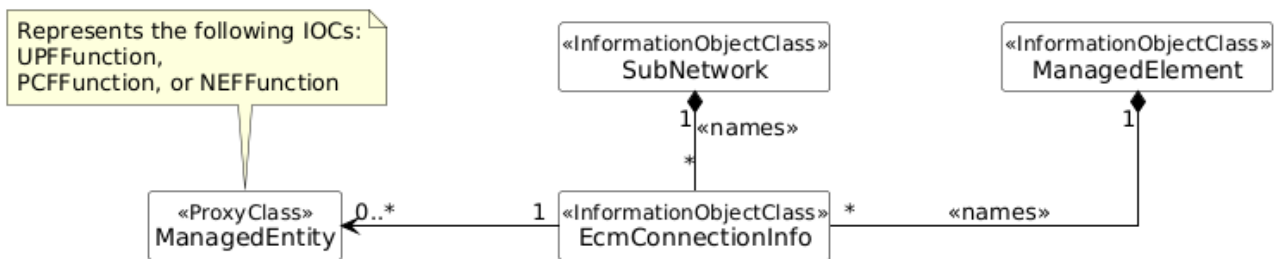 Represents the following IOCs:
UPFFunction,
PCFFunction, or NEFFunction
«InformationObjectClass»
SubNetwork
«InformationObjectClass»
ManagedElement
1
«names»
*
1
«ProxyClass»
ManagedEntity
0..*
1
«InformationObjectClass»
EcmConnectionInfo
*
«names»